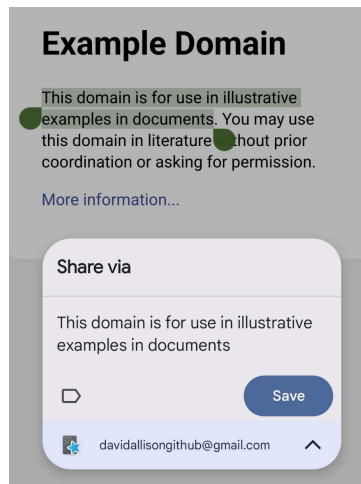 Example Domain
This domain is for use in illustrative
examples in documents. You may use
this domain in literature without prior
coordination or asking for permission.
More information...
Share via
This domain is for use in illustrative
examples in documents
Save
davidallisongithub@gmail.com